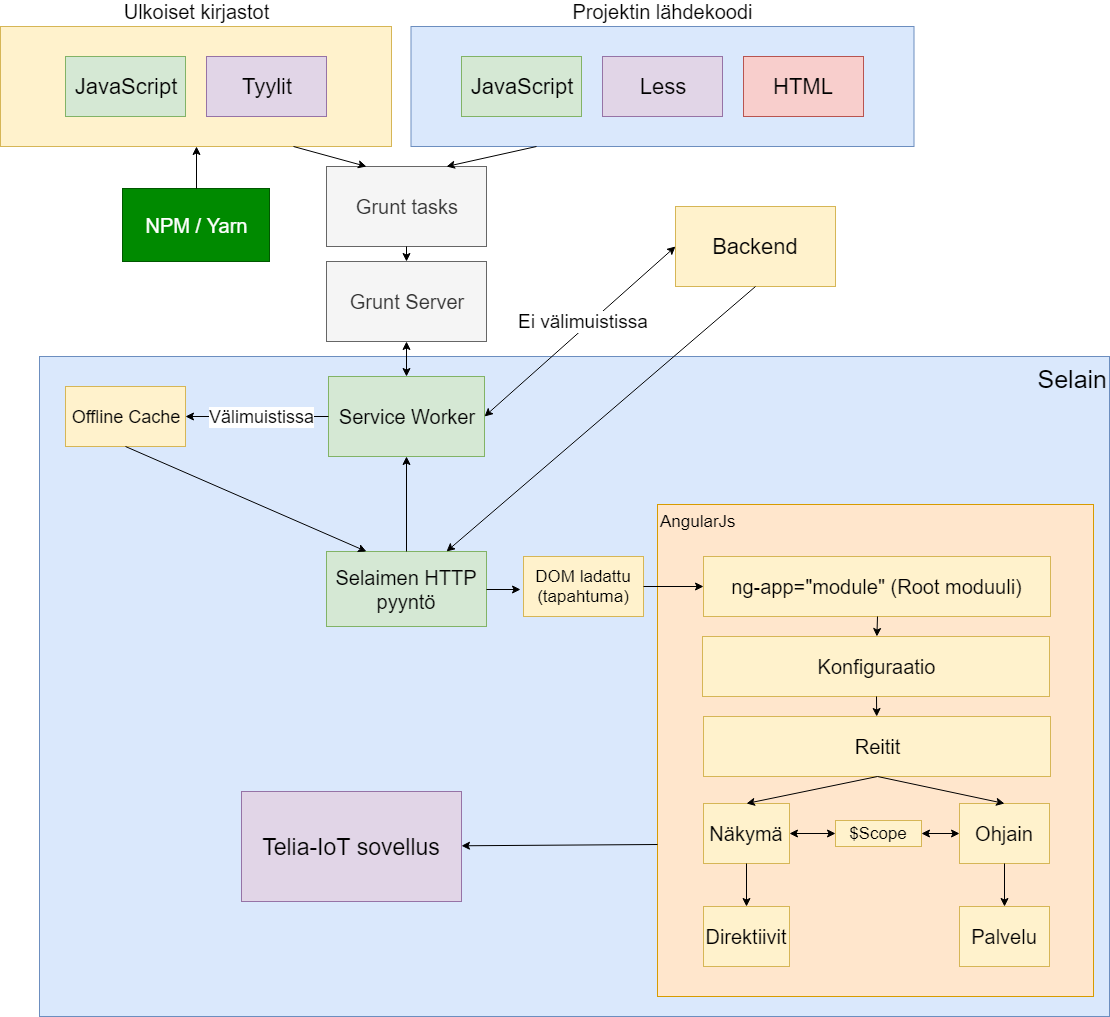 Ulkoiset kirjastot
Projektin lähdekoodi
JavaScript
Tyylit
JavaScript
Less
HTML
NPM / Yarn
Grunt tasks
Backend
Grunt Server
Ei välimuistissa
Selain
Offline Cache
Välimuistissa
Service Worker
AngularJs
Selaimen HTTP
pyyntö
DOM ladattu
(tapahtuma)
ng-app="module" (Root moduuli)
Konfiguraatio
Reitit
Telia-IoT sovellus
Näkymä
$Scope
Ohjain
Direktiivit
Palvelu